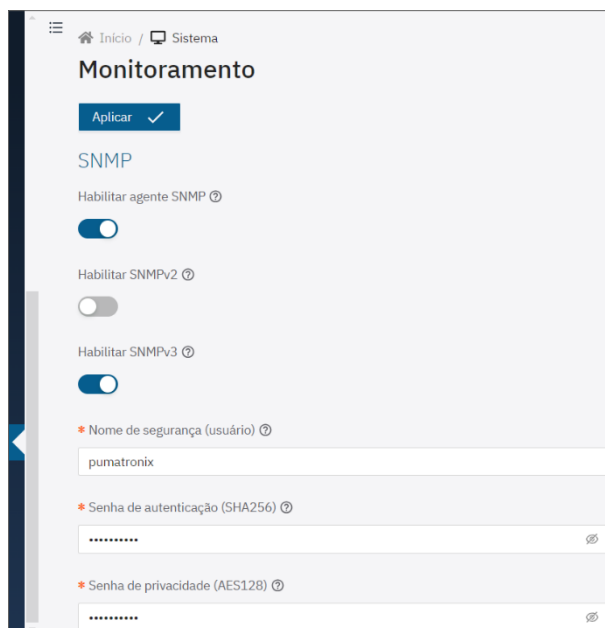 Início / Sistema
Monitoramento
Aplicar
SNMP
Habilitar agente SNMP
Habilitar SNMPv2
Habilitar SNMPv3
* Nome de segurança (usuário)
pumatronix
* Senha de autenticação (SHA256)
••••••••••
* Senha de privacidade (AES128)
••••••••••